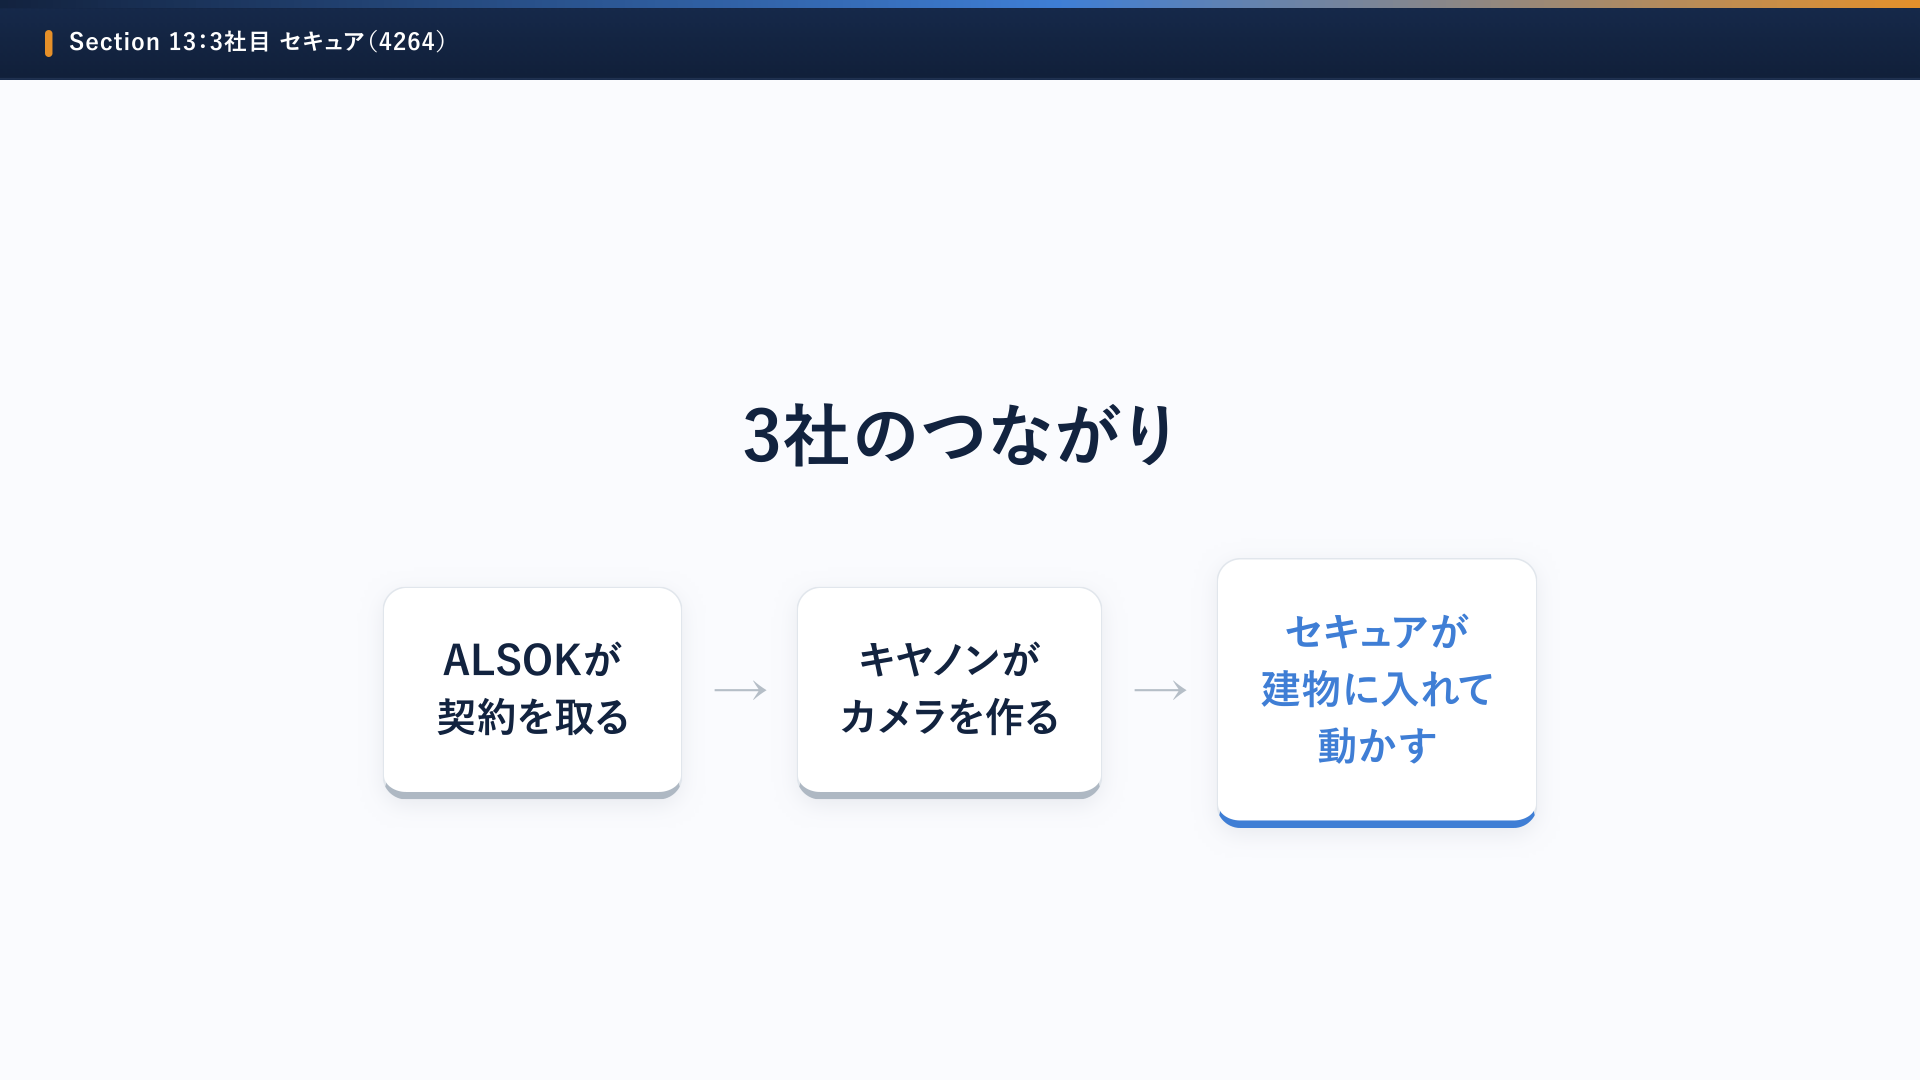 Section 13：3社目 セキュア（4264）
3社のつながり
ALSOKが
契約を取る
→
キヤノンが
カメラを作る
→
セキュアが
建物に入れて
動かす